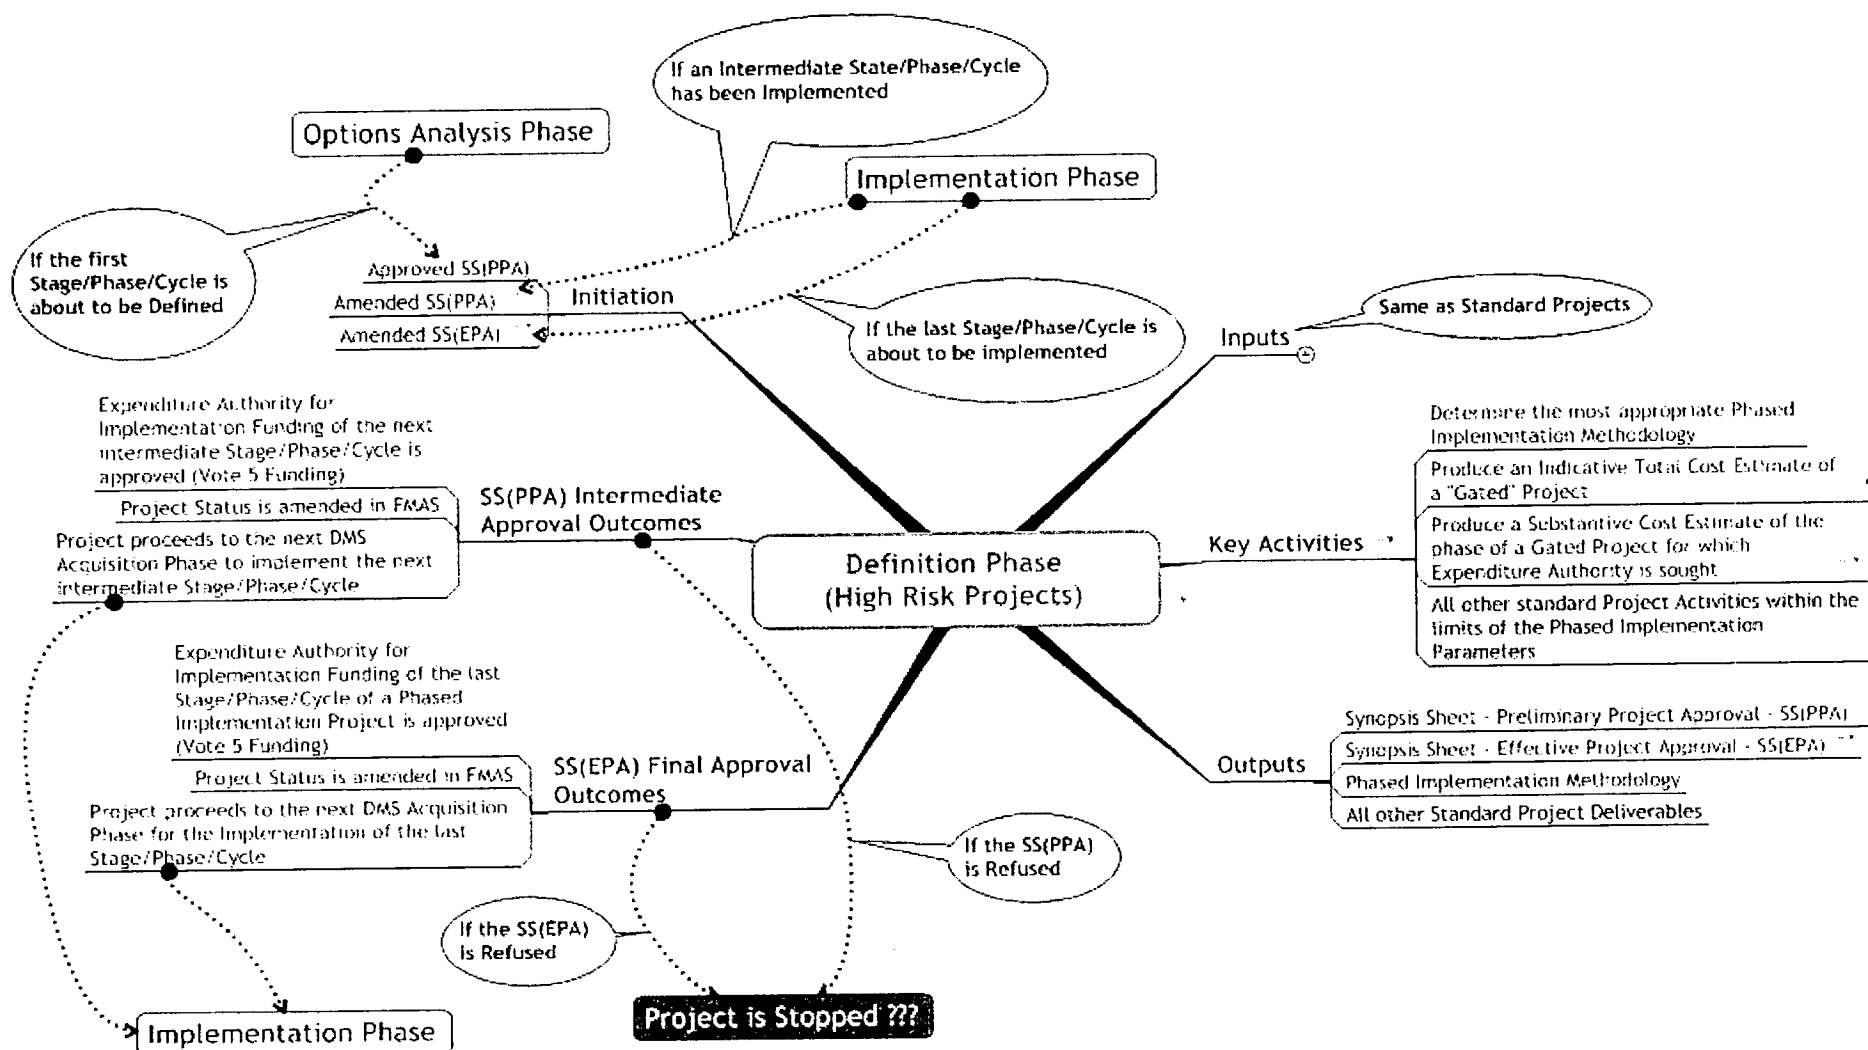 If an Intermediate State/Phase/Cycle
has been Implemented
Options Analysis Phase
Implementation Phase
If the first
Stage/Phase/Cycle is
about to be Defined
Approved SS(PPA)
Amended SS(PPA)
Amended SS(EPA)
Initiation
If the last Stage/Phase/Cycle is
about to be implemented
Same as Standard Projects
Inputs
Expenditure Authority for
Implementation Funding of the next
intermediate Stage/Phase/Cycle is
approved (Vote 5 Funding)
Project Status is amended in FMAS
Project proceeds to the next DMS
Acquisition Phase to implement the next
intermediate Stage/Phase/Cycle
SS(PPA) Intermediate
Approval Outcomes
Definition Phase
(High Risk Projects)
Key Activities
Determine the most appropriate Phased
Implementation Methodology
Produce an Indicative Total Cost Estimate of
a "Gated" Project
Produce a Substantive Cost Estimate of the
phase of a Gated Project for which
Expenditure Authority is sought
All other standard Project Activities within the
limits of the Phased Implementation
Parameters
Expenditure Authority for
Implementation Funding of the last
Stage/Phase/Cycle of a Phased
Implementation Project is approved
(Vote 5 Funding)
Project Status is amended in FMAS
Project proceeds to the next DMS Acquisition
Phase for the Implementation of the last
Stage/Phase/Cycle
SS(EPA) Final Approval
Outcomes
Outputs
Synopsis Sheet - Preliminary Project Approval - SS(PPA)
Synopsis Sheet - Effective Project Approval - SS(EPA)
Phased Implementation Methodology
All other Standard Project Deliverables
If the SS(PPA)
is Refused
If the SS(EPA)
is Refused
Project is Stopped ???
Implementation Phase